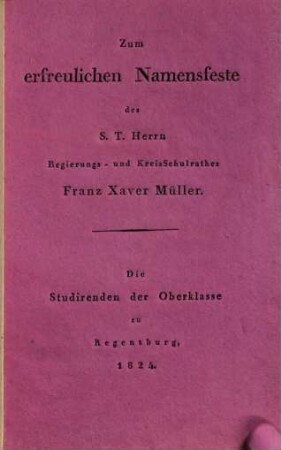 Zum
erfreulichen Namensfeste
des
S. T. Herrn
Regierungs- und KreisSchulrathes
Franz Xaver Müller.
Die
Studirenden der Oberklasse
zu
Regensburg,
1824.